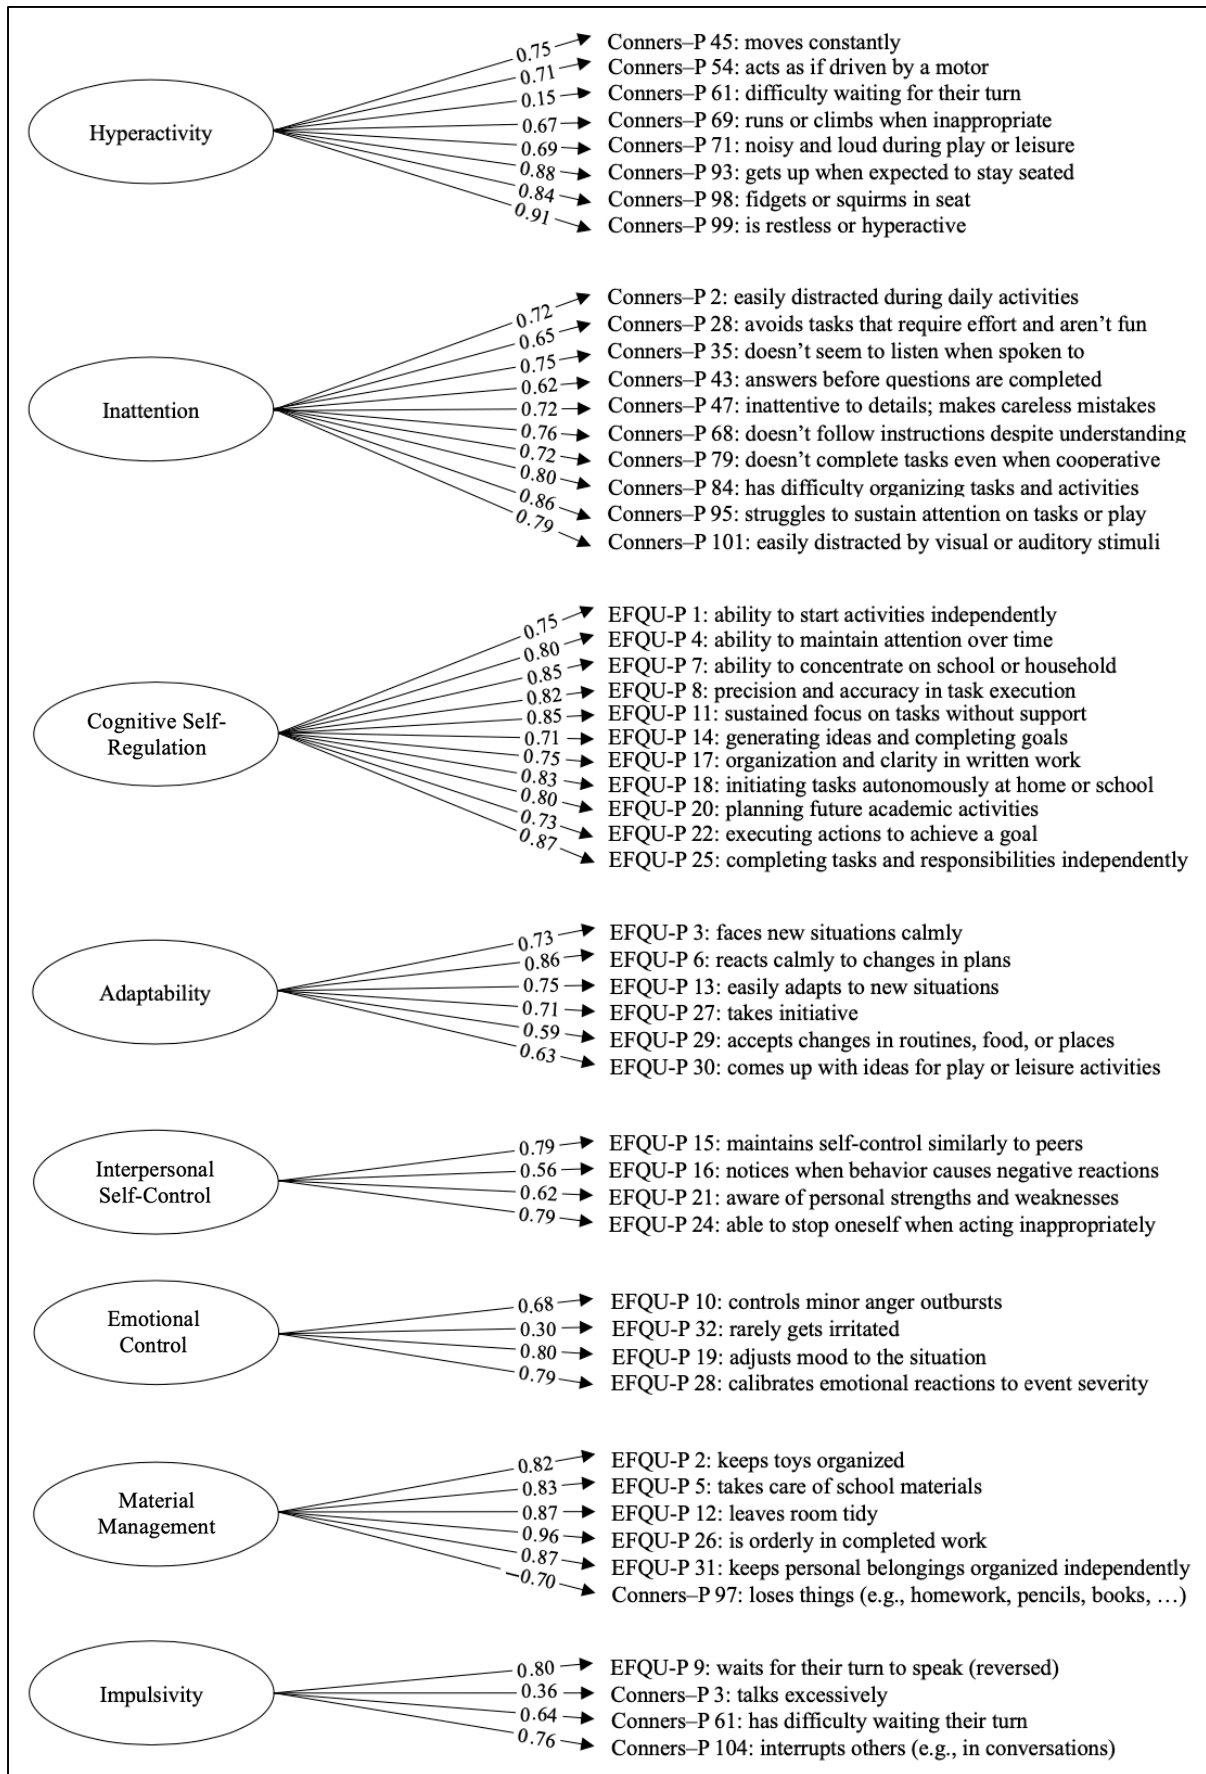 0.75 Conners–P 45: moves constantly
0.71 Conners–P 54: acts as if driven by a motor
0.15 Conners–P 61: difficulty waiting for their turn
Hyperactivity 0.67 Conners–P 69: runs or climbs when inappropriate
0.69 Conners–P 71: noisy and loud during play or leisure
0.88 Conners–P 93: gets up when expected to stay seated
0.84 Conners–P 98: fidgets or squirms in seat
0.91 Conners–P 99: is restless or hyperactive
0.72 Conners–P 2: easily distracted during daily activities
0.65 Conners–P 28: avoids tasks that require effort and aren’t fun
0.75 Conners–P 35: doesn’t seem to listen when spoken to
0.62 Conners–P 43: answers before questions are completed
Inattention 0.72 Conners–P 47: inattentive to details; makes careless mistakes
0.76 Conners–P 68: doesn’t follow instructions despite understanding
0.72 Conners–P 79: doesn’t complete tasks even when cooperative
0.80 Conners–P 84: has difficulty organizing tasks and activities
0.86 Conners–P 95: struggles to sustain attention on tasks or play
0.79 Conners–P 101: easily distracted by visual or auditory stimuli
0.75 EFQU-P 1: ability to start activities independently
0.80 EFQU-P 4: ability to maintain attention over time
0.85 EFQU-P 7: ability to concentrate on school or household
0.82 EFQU-P 8: precision and accuracy in task execution
Cognitive Self- 0.85 EFQU-P 11: sustained focus on tasks without support
Regulation 0.71 EFQU-P 14: generating ideas and completing goals
0.75 EFQU-P 17: organization and clarity in written work
0.83 EFQU-P 18: initiating tasks autonomously at home or school
0.80 EFQU-P 20: planning future academic activities
0.73 EFQU-P 22: executing actions to achieve a goal
0.87 EFQU-P 25: completing tasks and responsibilities independently
0.73 EFQU-P 3: faces new situations calmly
0.86 EFQU-P 6: reacts calmly to changes in plans
Adaptability 0.75 EFQU-P 13: easily adapts to new situations
0.71 EFQU-P 27: takes initiative
0.59 EFQU-P 29: accepts changes in routines, food, or places
0.63 EFQU-P 30: comes up with ideas for play or leisure activities
0.79 EFQU-P 15: maintains self-control similarly to peers
Interpersonal 0.56 EFQU-P 16: notices when behavior causes negative reactions
Self-Control 0.62 EFQU-P 21: aware of personal strengths and weaknesses
0.79 EFQU-P 24: able to stop oneself when acting inappropriately
0.68 EFQU-P 10: controls minor anger outbursts
Emotional 0.30 EFQU-P 32: rarely gets irritated
Control 0.80 EFQU-P 19: adjusts mood to the situation
0.79 EFQU-P 28: calibrates emotional reactions to event severity
0.82 EFQU-P 2: keeps toys organized
0.83 EFQU-P 5: takes care of school materials
Material 0.87 EFQU-P 12: leaves room tidy
Management 0.96 EFQU-P 26: is orderly in completed work
0.87 EFQU-P 31: keeps personal belongings organized independently
−0.70 Conners–P 97: loses things (e.g., homework, pencils, books, …)
0.80 EFQU-P 9: waits for their turn to speak (reversed)
Impulsivity 0.36 Conners–P 3: talks excessively
0.64 Conners–P 61: has difficulty waiting their turn
0.76 Conners–P 104: interrupts others (e.g., in conversations)